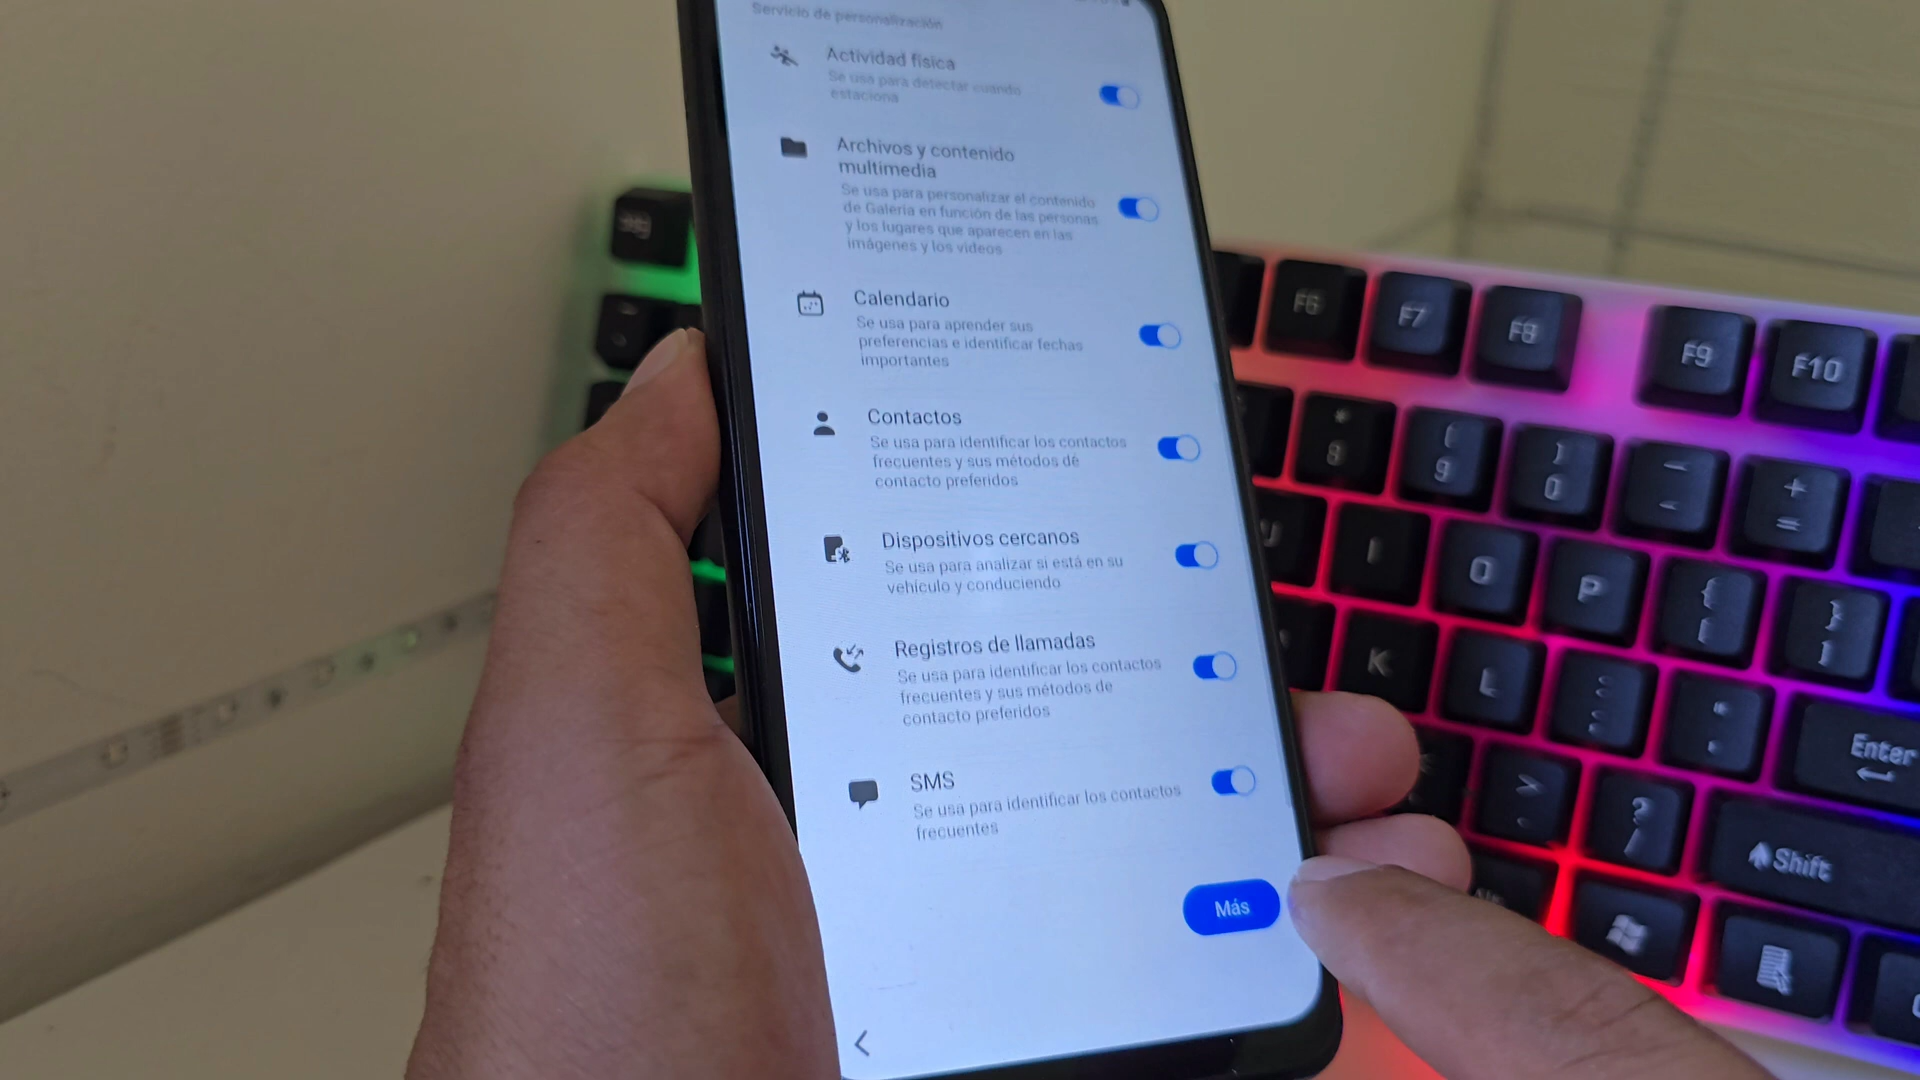 Servicio de personalización
Actividad física
Se usa para detectar cuando
estaciona
Archivos y contenido
multimedia
Se usa para personalizar el contenido
de Galería en función de las personas
y los lugares que aparecen en las
imágenes y los videos
Calendario
Se usa para aprender sus
preferencias e identificar fechas
importantes
Contactos
Se usa para identificar los contactos
frecuentes y sus métodos de
contacto preferidos
Dispositivos cercanos
Se usa para analizar si está en su
vehículo y conduciendo
Registros de llamadas
Se usa para identificar los contactos
frecuentes y sus métodos de
contacto preferidos
SMS
Se usa para identificar los contactos
frecuentes
Más
F6 F7 F8 F9 F10
* ( ) — +
8 9 0 - =
U I O P { }
[ ]
K L : "
; '
Enter
> ?
. /
Shift